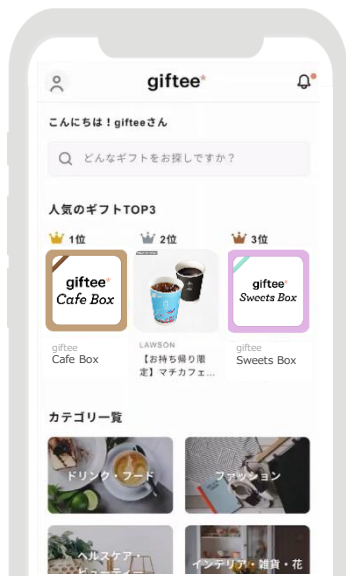 giftee*
こんにちは！gifteeさん
どんなギフトをお探しですか？
人気のギフトTOP3
1位
2位
3位
giftee*
Cafe Box
giftee*
Sweets Box
giftee
Cafe Box
LAWSON
【お持ち帰り限
定】マチカフェ...
giftee
Sweets Box
カテゴリ一覧
ドリンク・フード
ファッション
ヘルスケア・
ビューティー
インテリア・雑貨・花